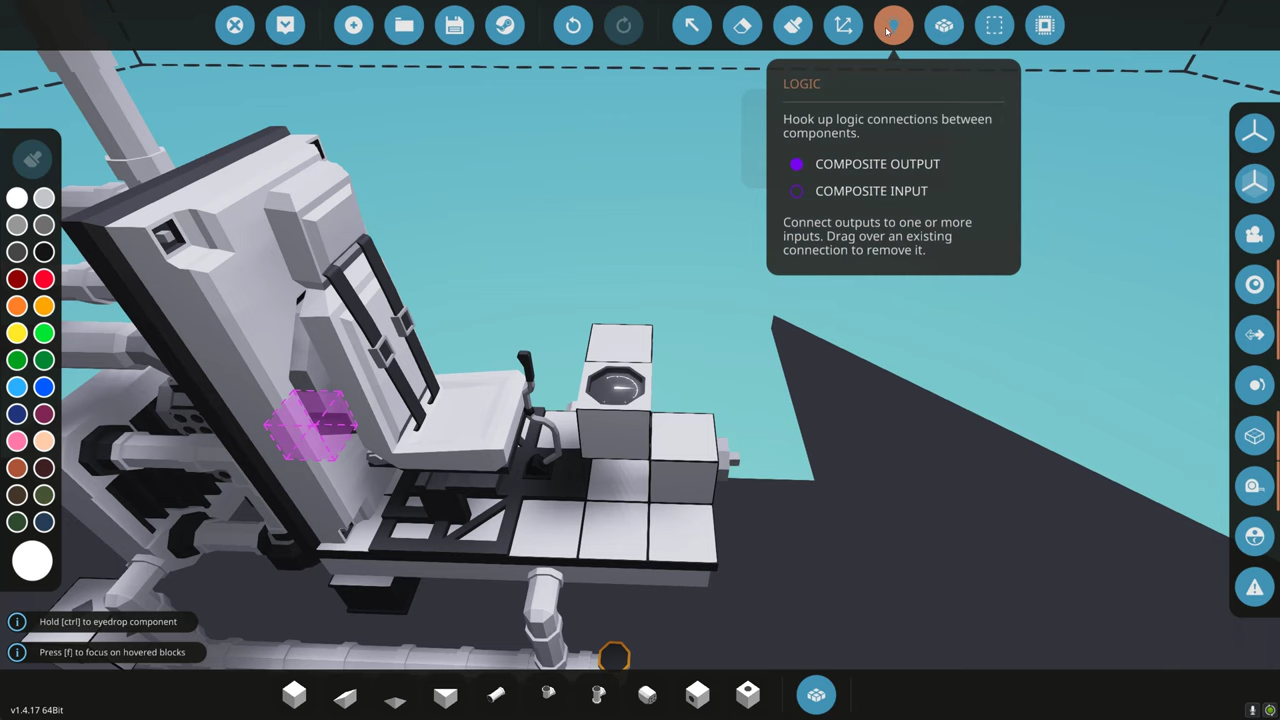 LOGIC
Hook up logic connections between
components.
COMPOSITE OUTPUT
COMPOSITE INPUT
Connect outputs to one or more
inputs. Drag over an existing
connection to remove it.
Hold [ctrl] to eyedrop component
Press [f] to focus on hovered blocks
v1.4.17 64Bit